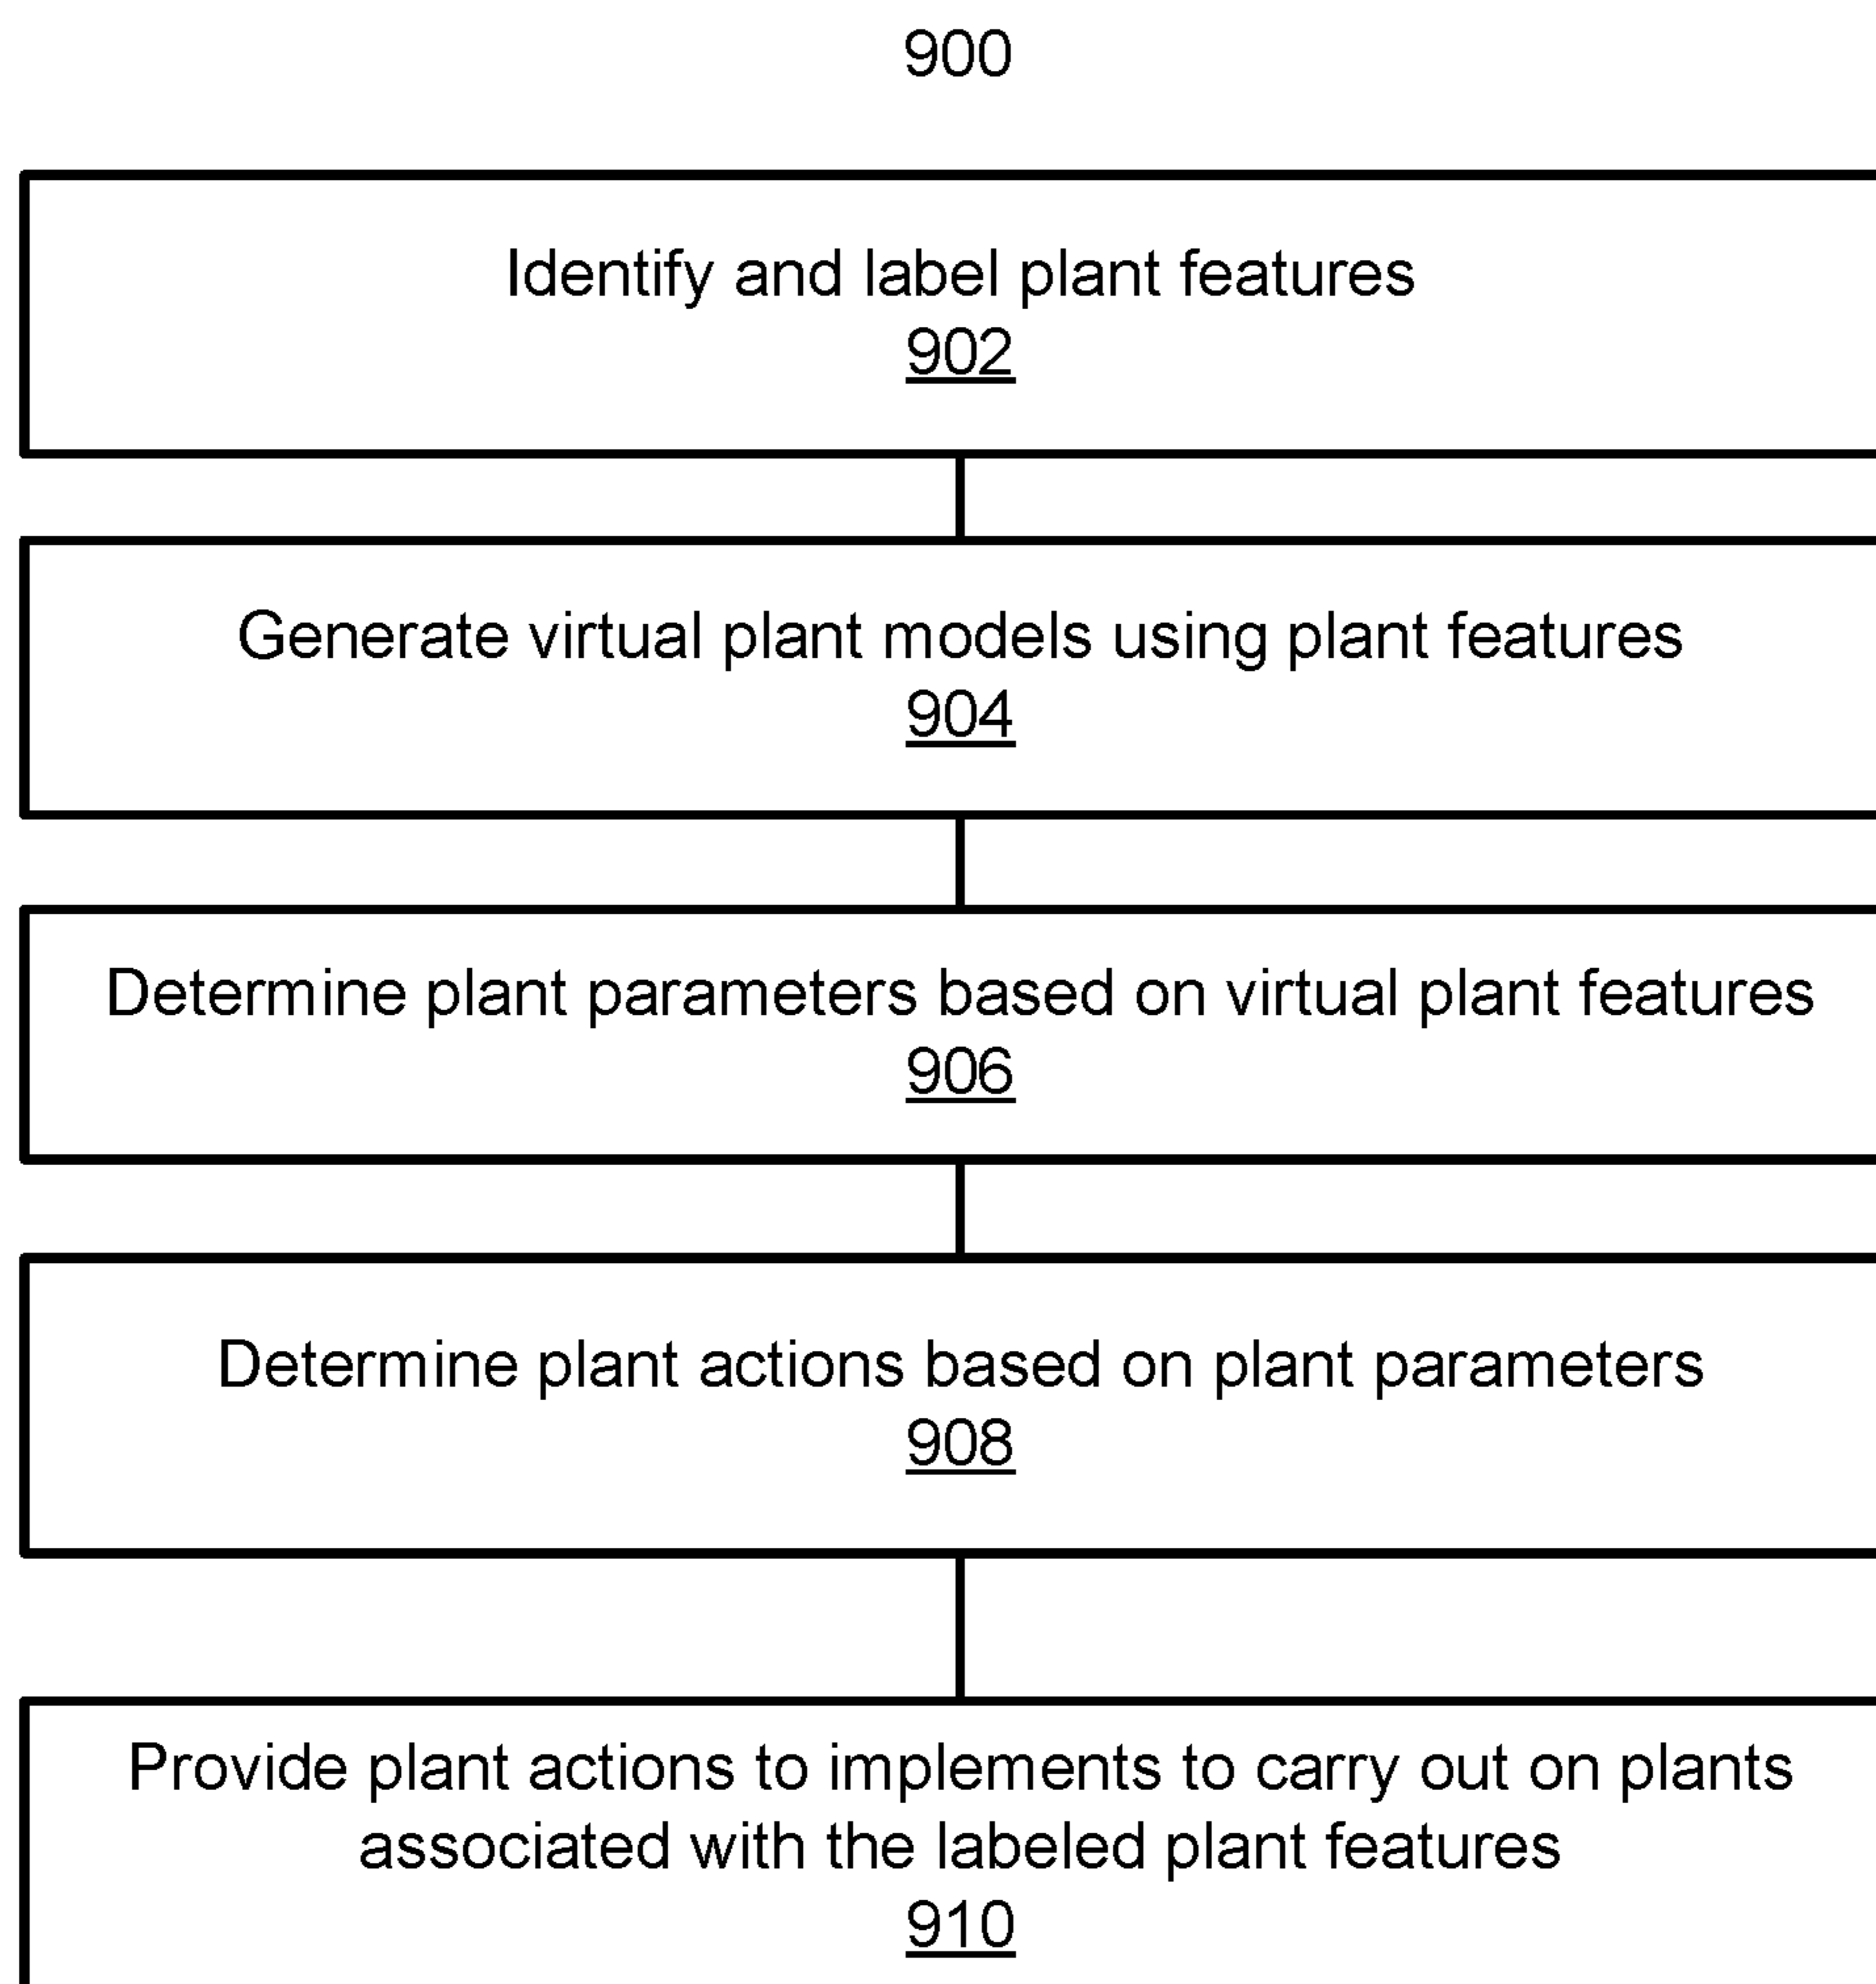 900
Identify and label plant features
902
Generate virtual plant models using plant features
904
Determine plant parameters based on virtual plant features
906
Determine plant actions based on plant parameters
908
Provide plant actions to implements to carry out on plants
associated with the labeled plant features
910